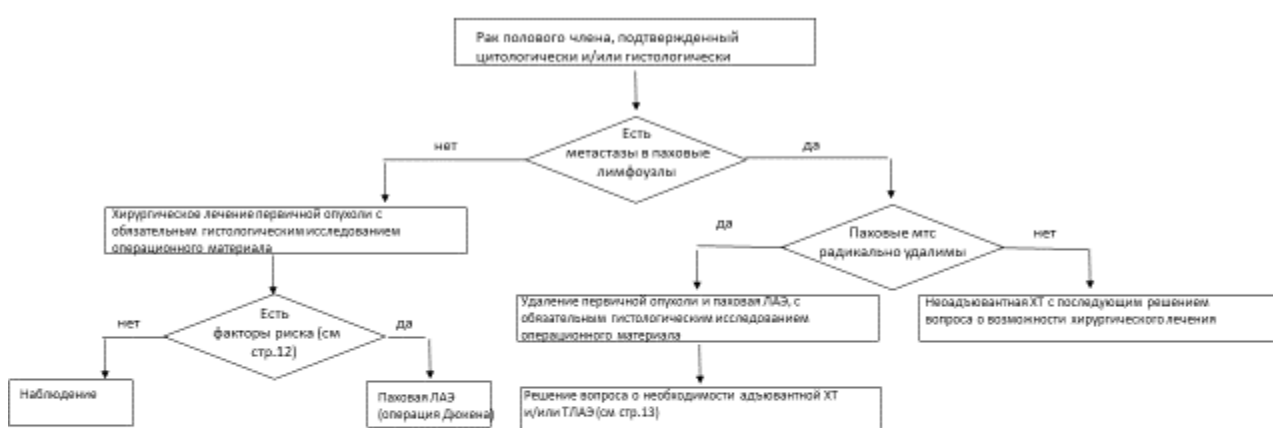 Рак полового члена, подтвержденный
цитологически и/или гистологически
Есть
метастазы в паховые
лимфоузлы
нет
да
Хирургическое лечение первичной опухоли с
обязательным гистологическим исследованием
операционного материала
Паховые мтс
радикально удалимы
да
нет
Удаление первичной опухоли и паховая ЛАЭ, с
обязательным гистологическим исследованием
операционного материала
Неоадъювантная ХТ с последующим решением
вопроса о возможности хирургического лечения
Есть
факторы риска (см
стр.12)
нет
да
Наблюдение
Паховая ЛАЭ
(операция Дюкена)
Решение вопроса о необходимости адъювантной ХТ
и/или ТЛАЭ (см стр.13)